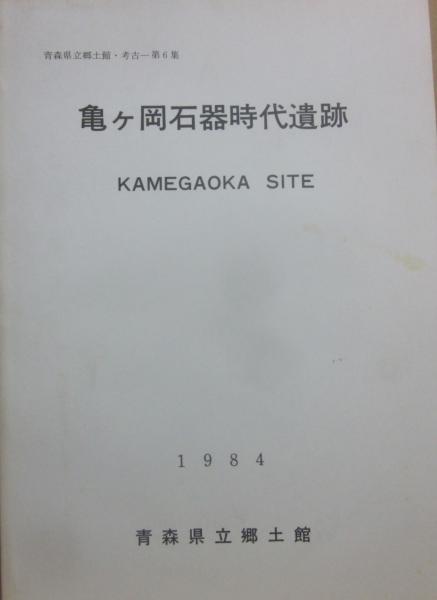 青森県立郷土館・考古―第6集
亀ヶ岡石器時代遺跡
KAMEGAOKA SITE
1984
青森県立郷土館